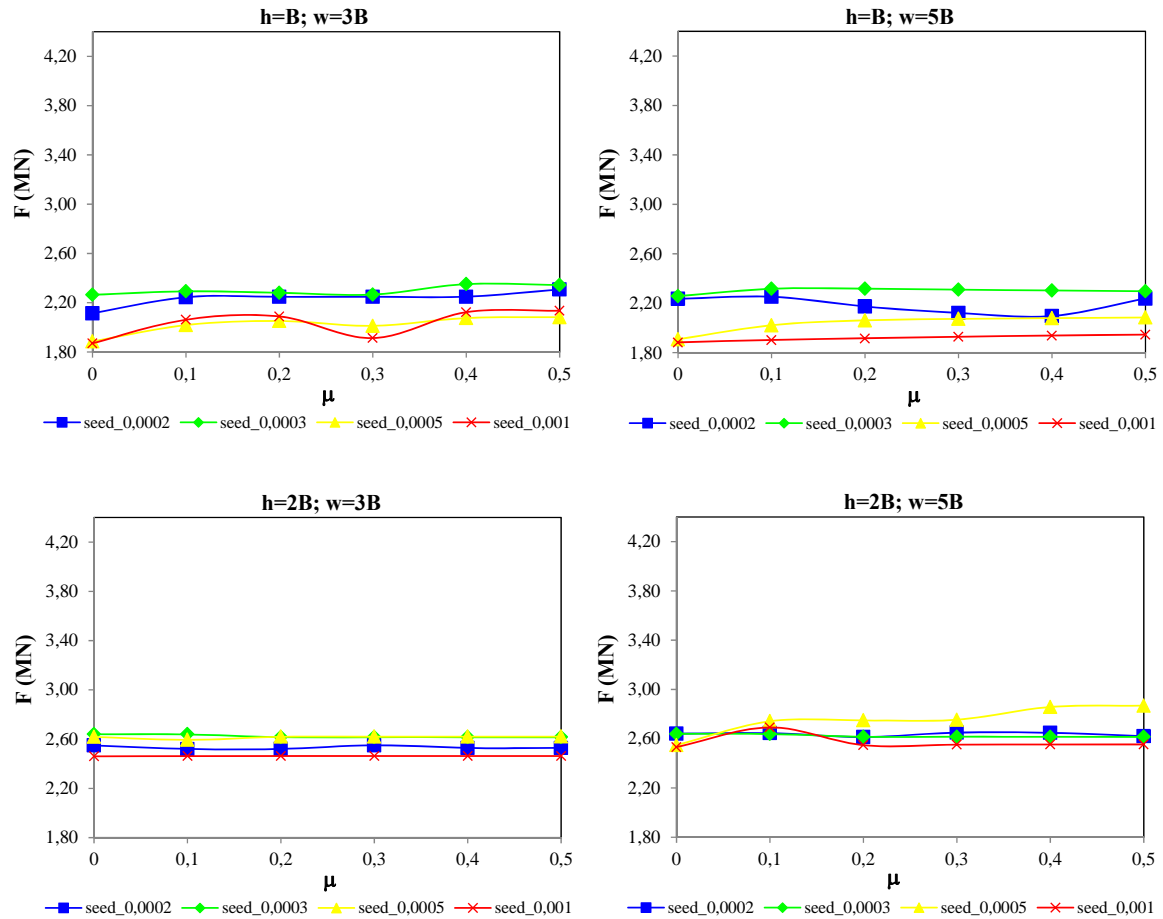 h=B; w=3B
4,20
3,80
3,40
3,00
2,60
2,20
1,80
F (MN)
0 0,1 0,2 0,3 0,4 0,5
μ
seed_0,0002 seed_0,0003 seed_0,0005 seed_0,001
h=B; w=5B
4,20
3,80
3,40
3,00
2,60
2,20
1,80
F (MN)
0 0,1 0,2 0,3 0,4 0,5
μ
seed_0,0002 seed_0,0003 seed_0,0005 seed_0,001
h=2B; w=3B
4,20
3,80
3,40
3,00
2,60
2,20
1,80
F (MN)
0 0,1 0,2 0,3 0,4 0,5
μ
seed_0,0002 seed_0,0003 seed_0,0005 seed_0,001
h=2B; w=5B
4,20
3,80
3,40
3,00
2,60
2,20
1,80
F (MN)
0 0,1 0,2 0,3 0,4 0,5
μ
seed_0,0002 seed_0,0003 seed_0,0005 seed_0,001